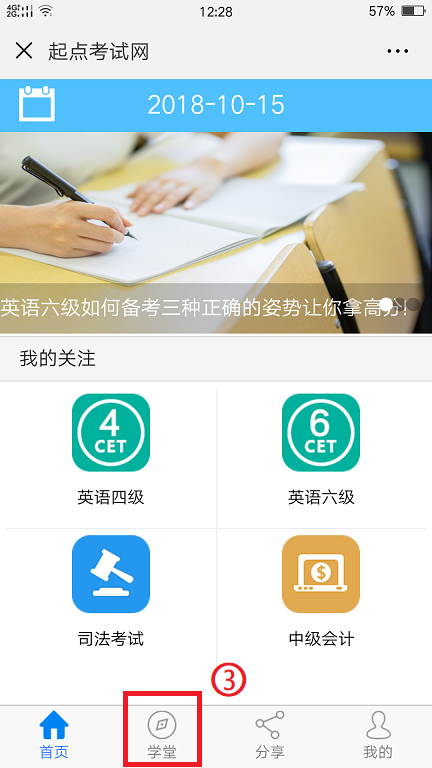 4G 2G 12:28 57%
起点考试网
2018-10-15
英语六级如何备考三种正确的姿势让你拿高分!
我的关注
4 CET
6 CET
英语四级
英语六级
$
司法考试
中级会计
③
首页
学堂
分享
我的